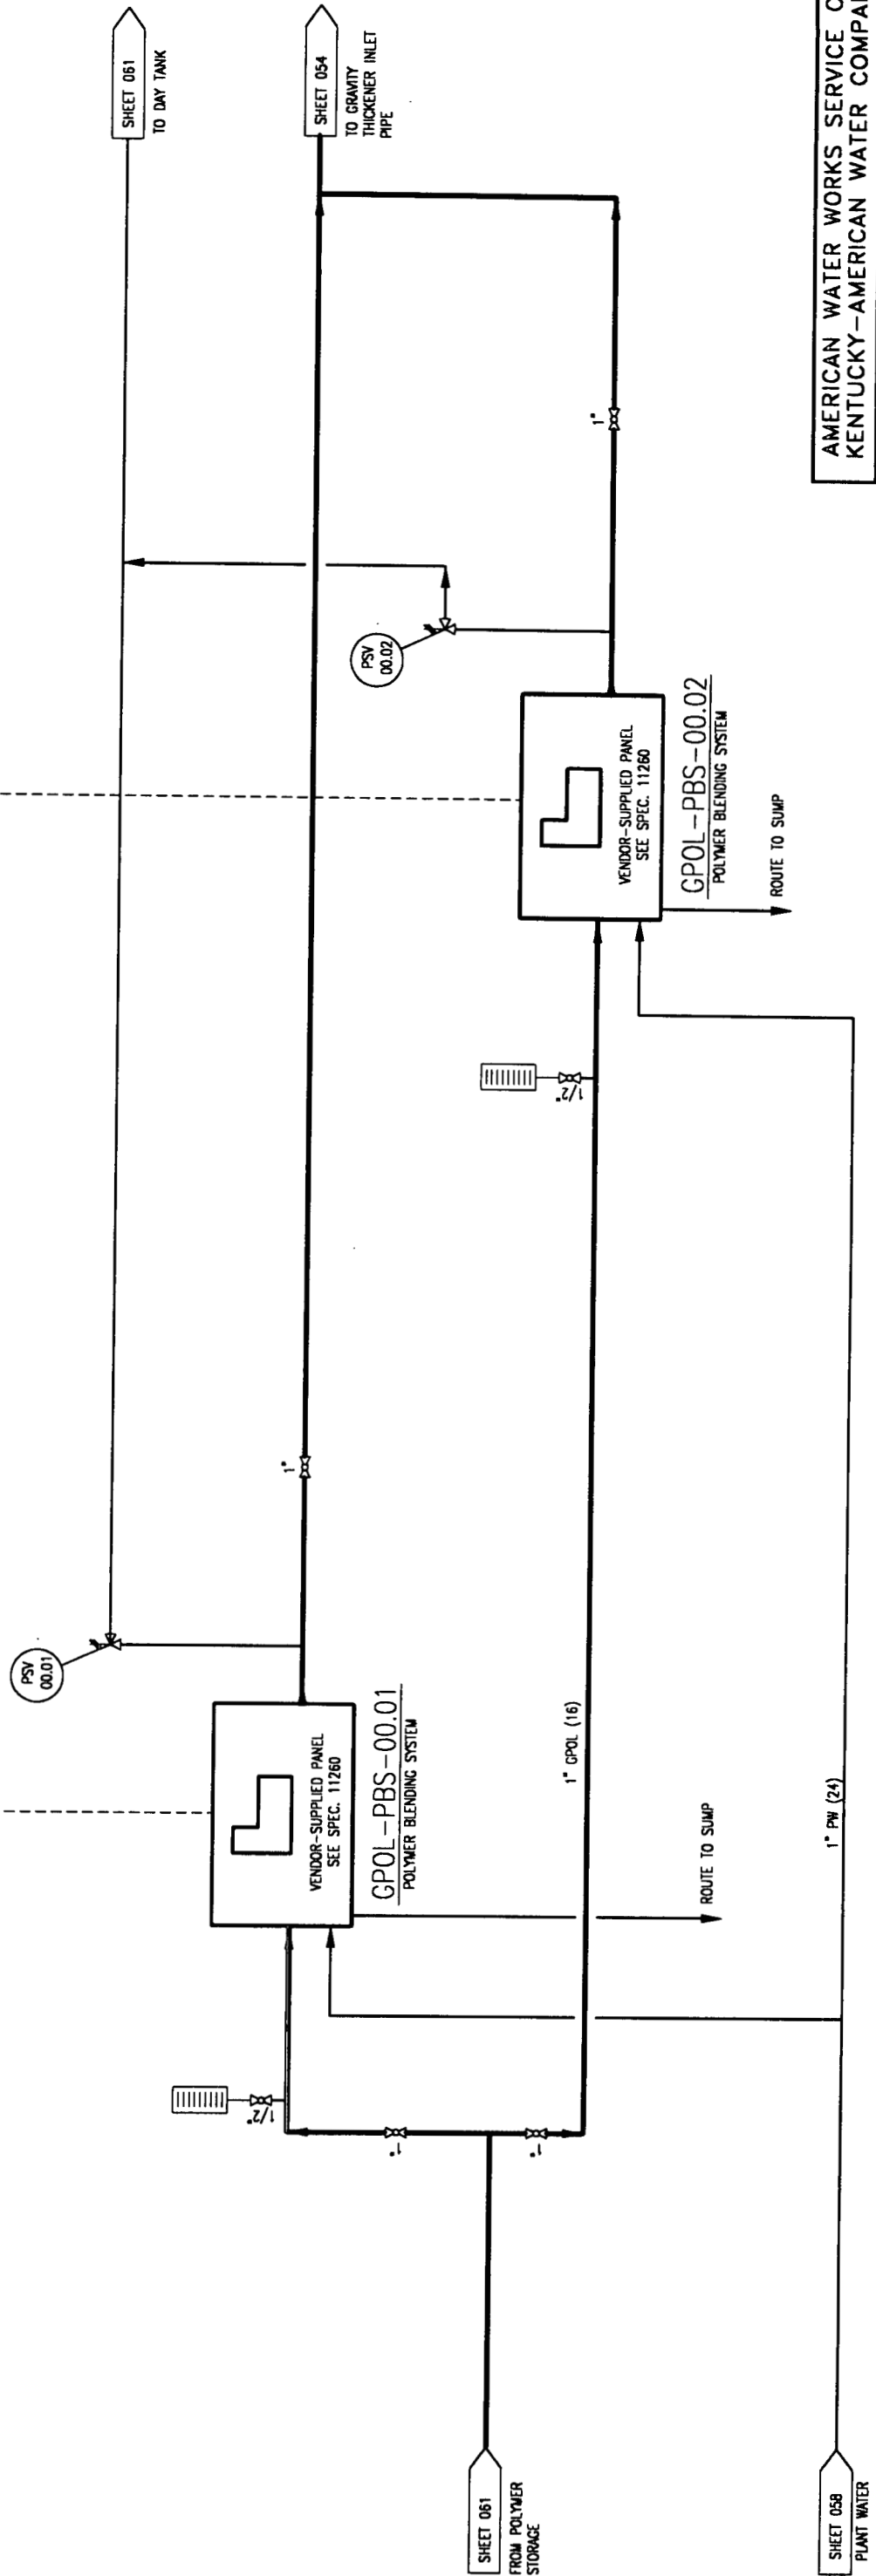 SHEET 061
TO DAY TANK
SHEET 054
TO GRAVITY
THICKENER INLET
PIPE
PSV
00.01
PSV
00.02
1"
1"
VENDOR-SUPPLIED PANEL
SEE SPEC. 11260
GPOL-PBS-00.01
POLYMER BLENDING SYSTEM
ROUTE TO SUMP
VENDOR-SUPPLIED PANEL
SEE SPEC. 11260
GPOL-PBS-00.02
POLYMER BLENDING SYSTEM
ROUTE TO SUMP
1/2"
1/2"
1"
1"
1" GPOL (16)
1" PW (24)
SHEET 061
FROM POLYMER
STORAGE
SHEET 058
PLANT WATER
AMERICAN WATER WORKS SERVICE
KENTUCKY-AMERICAN WATER